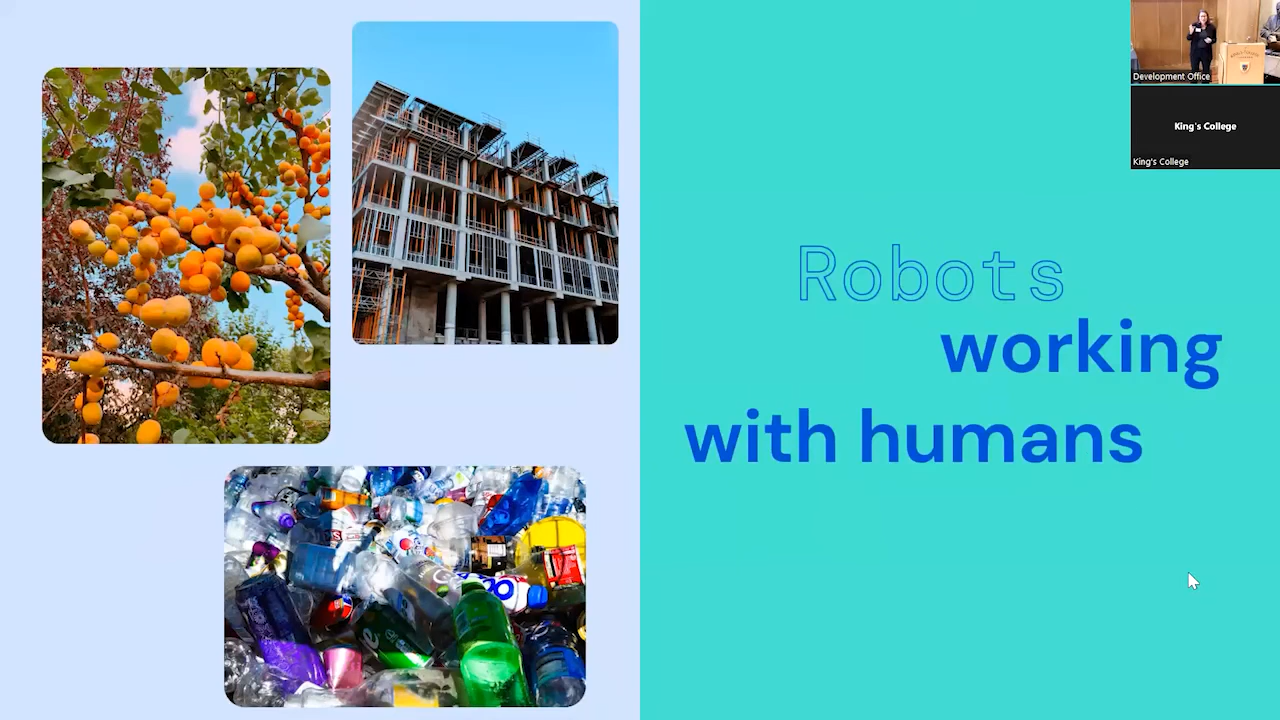 Development Office
King's College
King's College
Robots
working
with humans